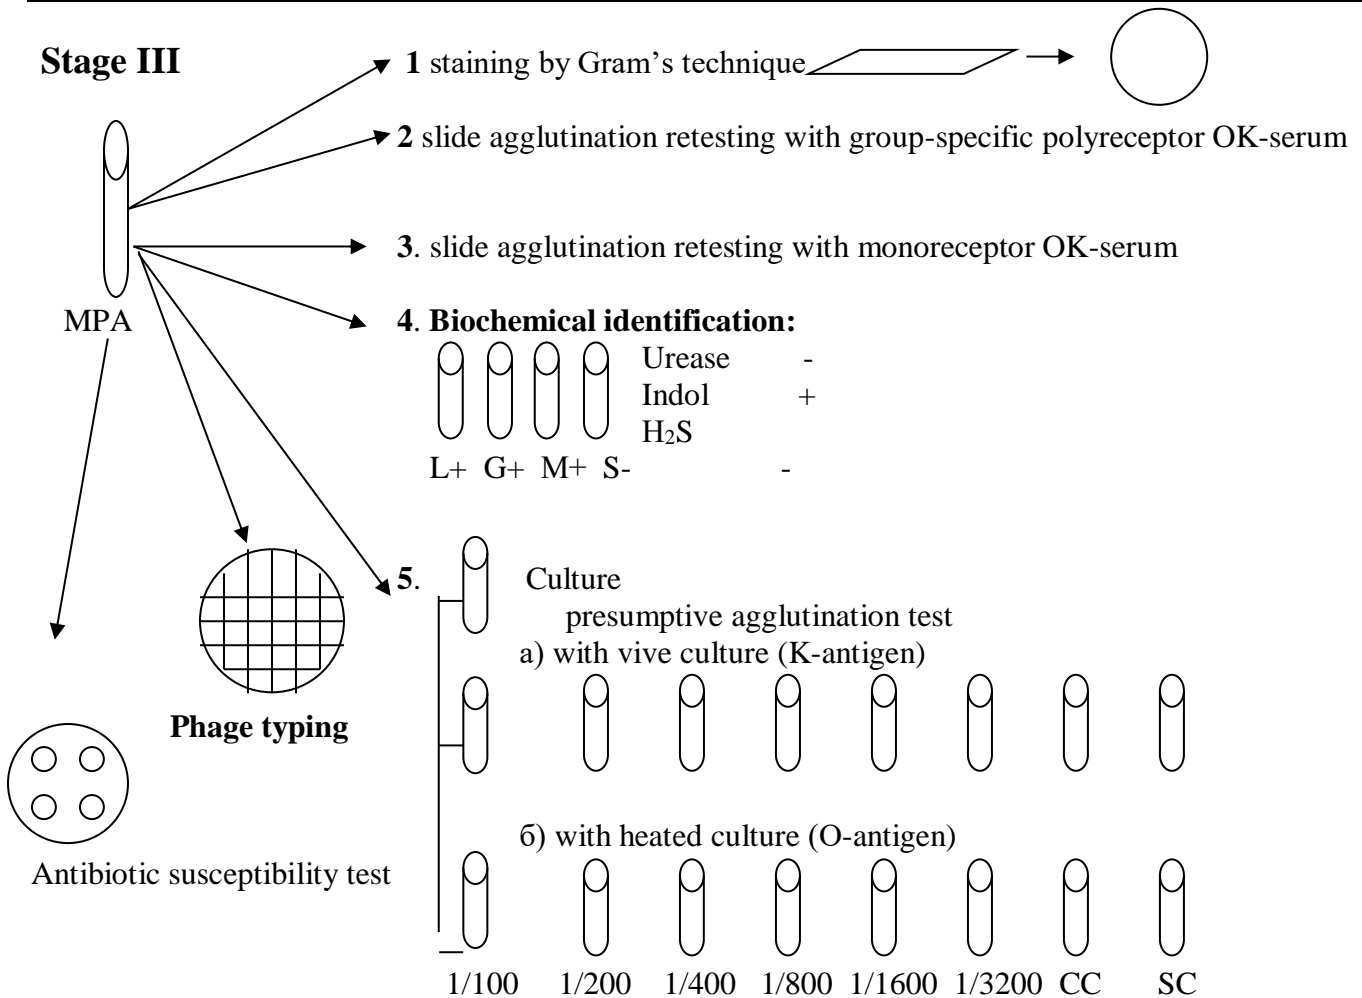 Stage III
1 staining by Gram's technique
2 slide agglutination retesting with group-specific polyreceptor OK-serum
3. slide agglutination retesting with monoreceptor OK-serum
MPA
4. Biochemical identification:
Urease -
Indol +
H₂S
L+ G+ M+ S- -
5. Culture
presumptive agglutination test
a) with vive culture (K-antigen)
Phage typing
б) with heated culture (O-antigen)
Antibiotic susceptibility test
1/100 1/200 1/400 1/800 1/1600 1/3200 CC SC